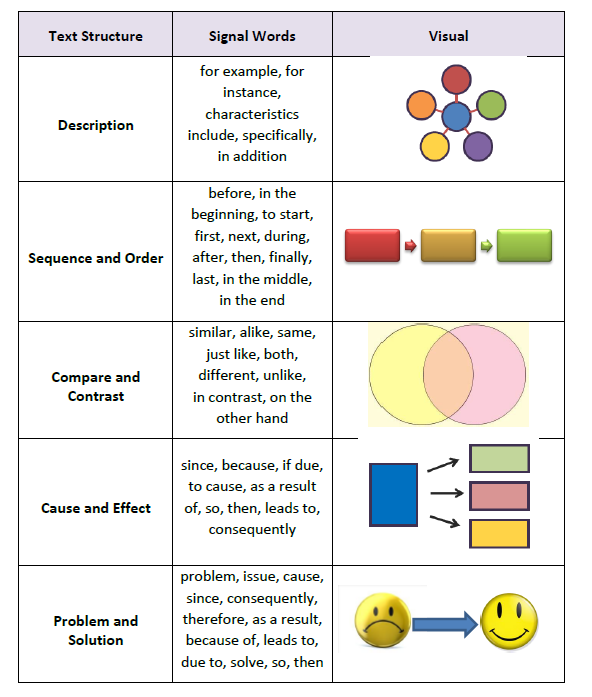 Text Structure
Signal Words
Visual
Description
for example, for
instance,
characteristics
include, specifically,
in addition
Sequence and Order
before, in the
beginning, to start,
first, next, during,
after, then, finally,
last, in the middle,
in the end
Compare and
Contrast
similar, alike, same,
just like, both,
different, unlike,
in contrast, on the
other hand
Cause and Effect
since, because, if due,
to cause, as a result
of, so, then, leads to,
consequently
Problem and
Solution
problem, issue, cause,
since, consequently,
therefore, as a result,
because of, leads to,
due to, solve, so, then